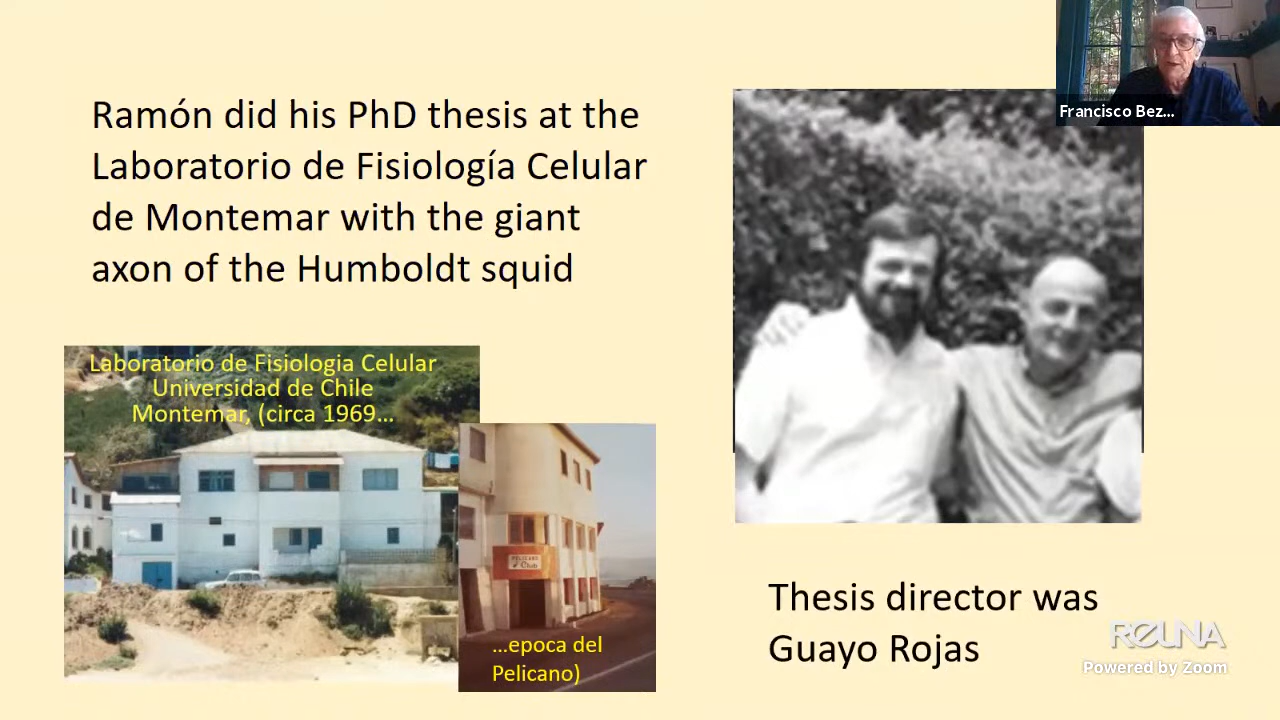 Ramón did his PhD thesis at the
Laboratorio de Fisiología Celular
de Montemar with the giant
axon of the Humboldt squid
Francisco Bez...
Laboratorio de Fisiologia Celular
Universidad de Chile
Montemar, (circa 1969...
PELICANO
Club
...epoca del
Pelicano)
Thesis director was
Guayo Rojas
REUNA
Powered by Zoom